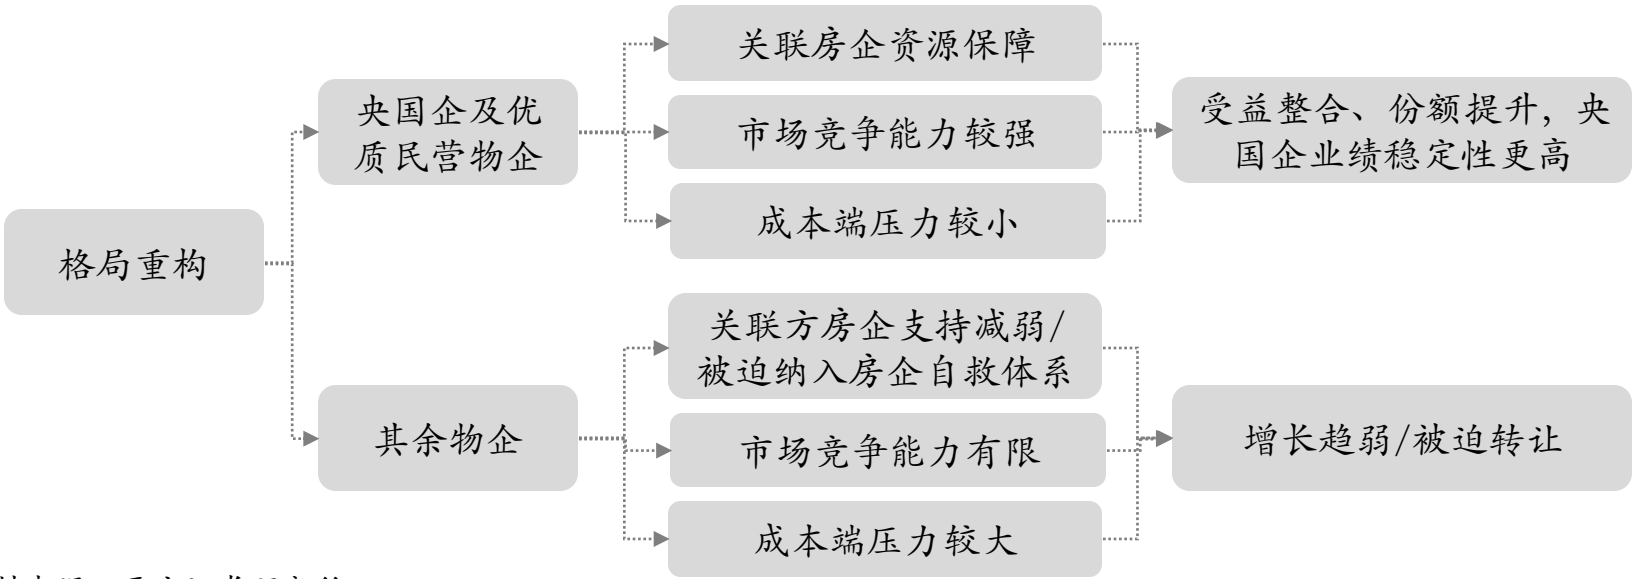 关联房企资源保障
央国企及优
质民营物企
市场竞争能力较强
受益整合、份额提升，央
国企业绩稳定性更高
成本端压力较小
格局重构
关联方房企支持减弱/
被迫纳入房企自救体系
其余物企
市场竞争能力有限
增长趋弱/被迫转让
成本端压力较大